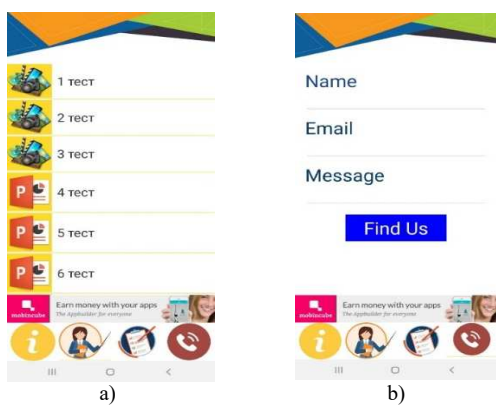 1 тест
2 тест
3 тест
P
4 тест
P
5 тест
P
6 тест
mobincube
Earn money with your apps
The Appbuilder for everyone
i
a)
Name
Email
Message
Find Us
mobincube
Earn money with your apps
The Appbuilder for everyone
i
b)